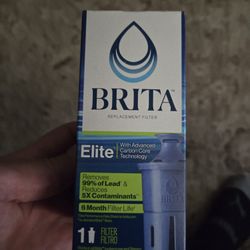 BRITA
REPLACEMENT FILTER
Elite
With Advanced
Carbon Core
Technology
Removes
99% of Lead &
Reduces
5X Contaminants
6 Month Filter Life
1 FILTER
FILTRO